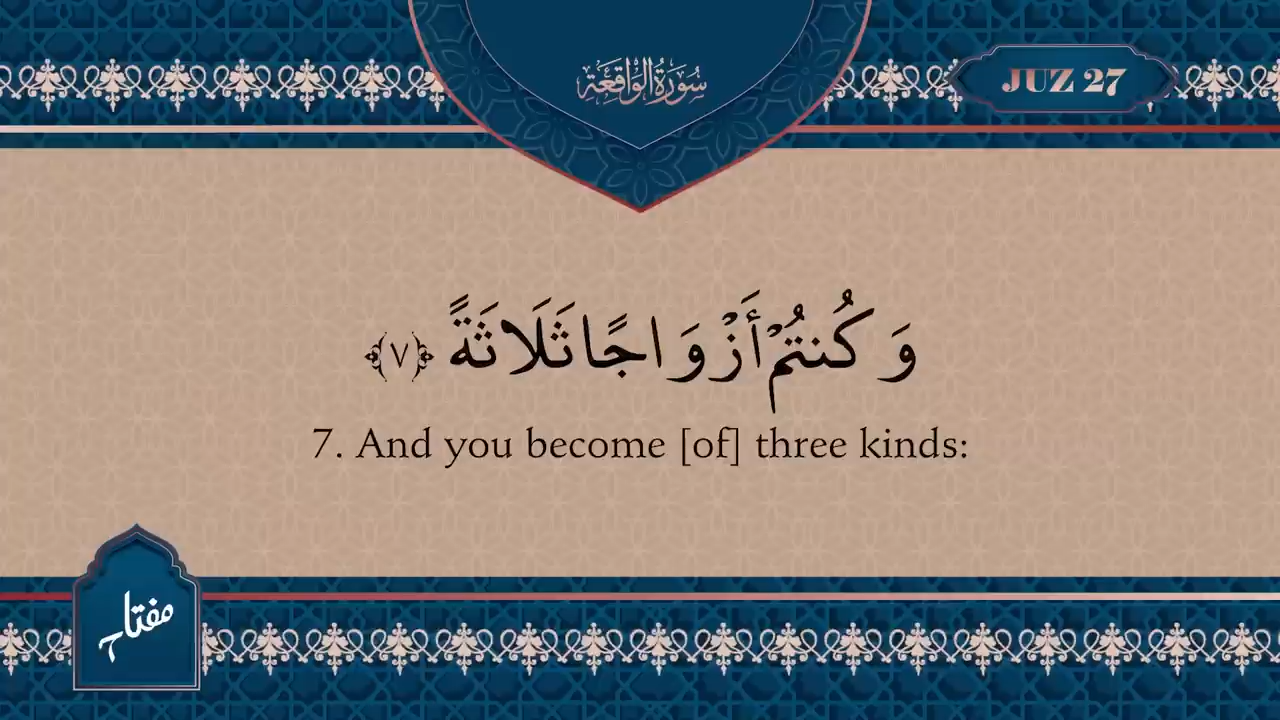 سُورَةُ الوَاقِعَة
JUZ 27
وَكُنتُمْ أَزْوَاجًا ثَلَاثَةً ﴿٧﴾
7. And you become [of] three kinds:
مفتاح